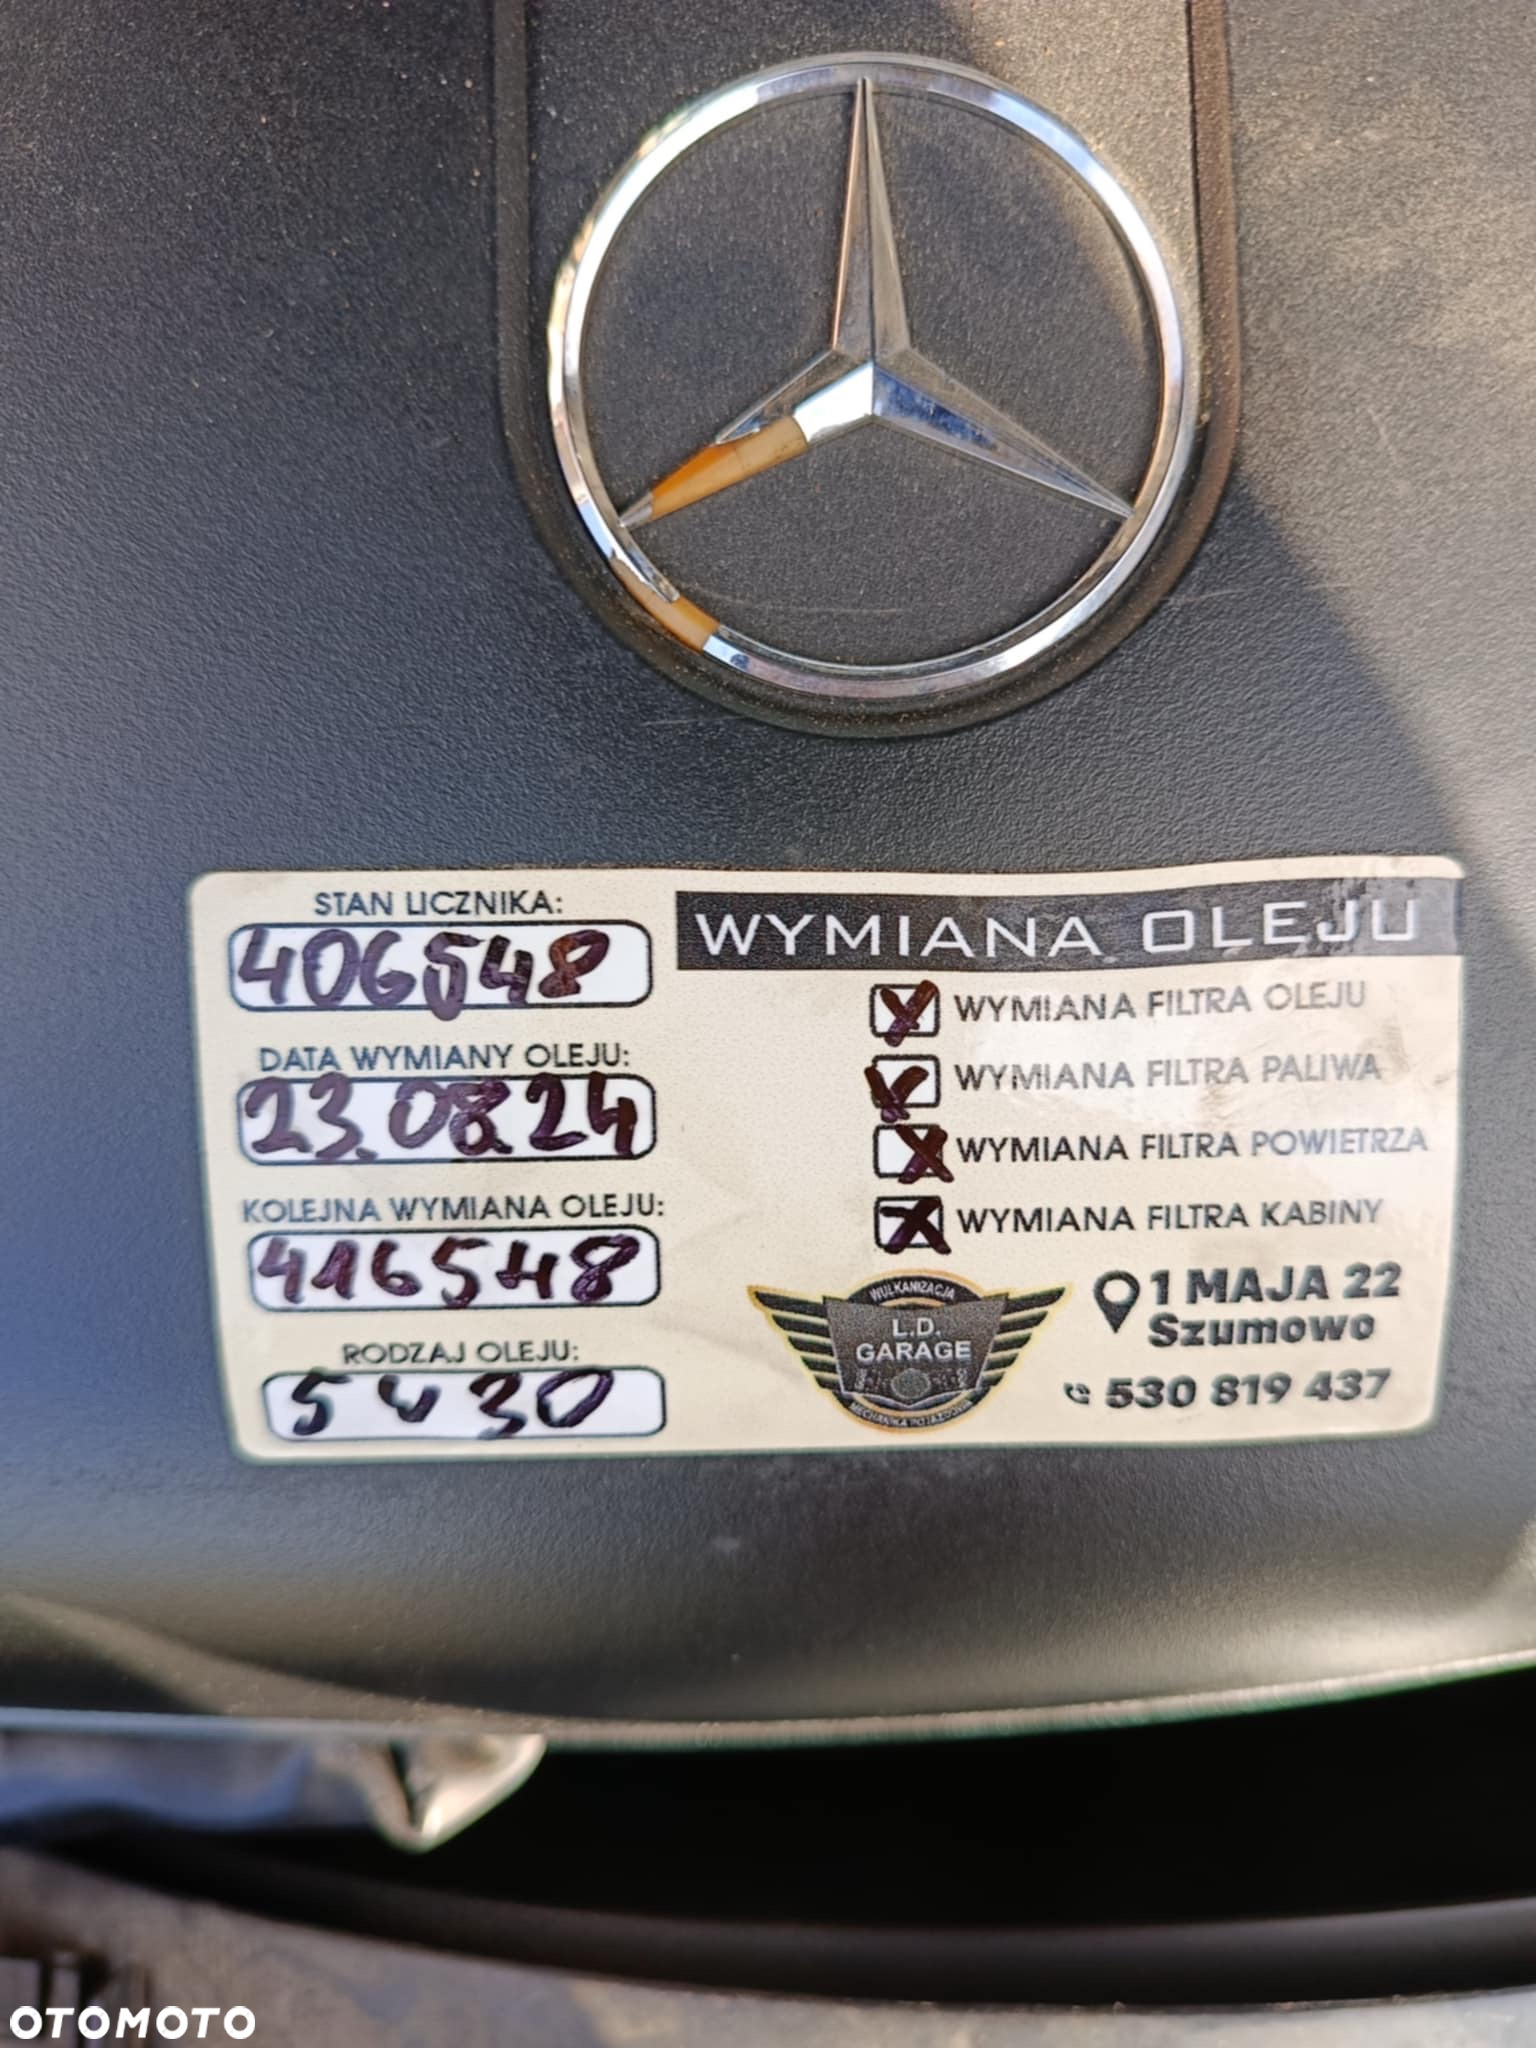 STAN LICZNIKA:
406548
DATA WYMIANY OLEJU:
23.08.24
KOLEJNA WYMIANA OLEJU:
416548
RODZAJ OLEJU:
5W30
WYMIANA OLEJU
WYMIANA FILTRA OLEJU
WYMIANA FILTRA PALIWA
WYMIANA FILTRA POWIETRZA
WYMIANA FILTRA KABINY
WULKANIZACJA
L.D.
GARAGE
MECHANIKA POJAZDOWA
1 MAJA 22
Szumowo
530 819 437
OTOMOTO